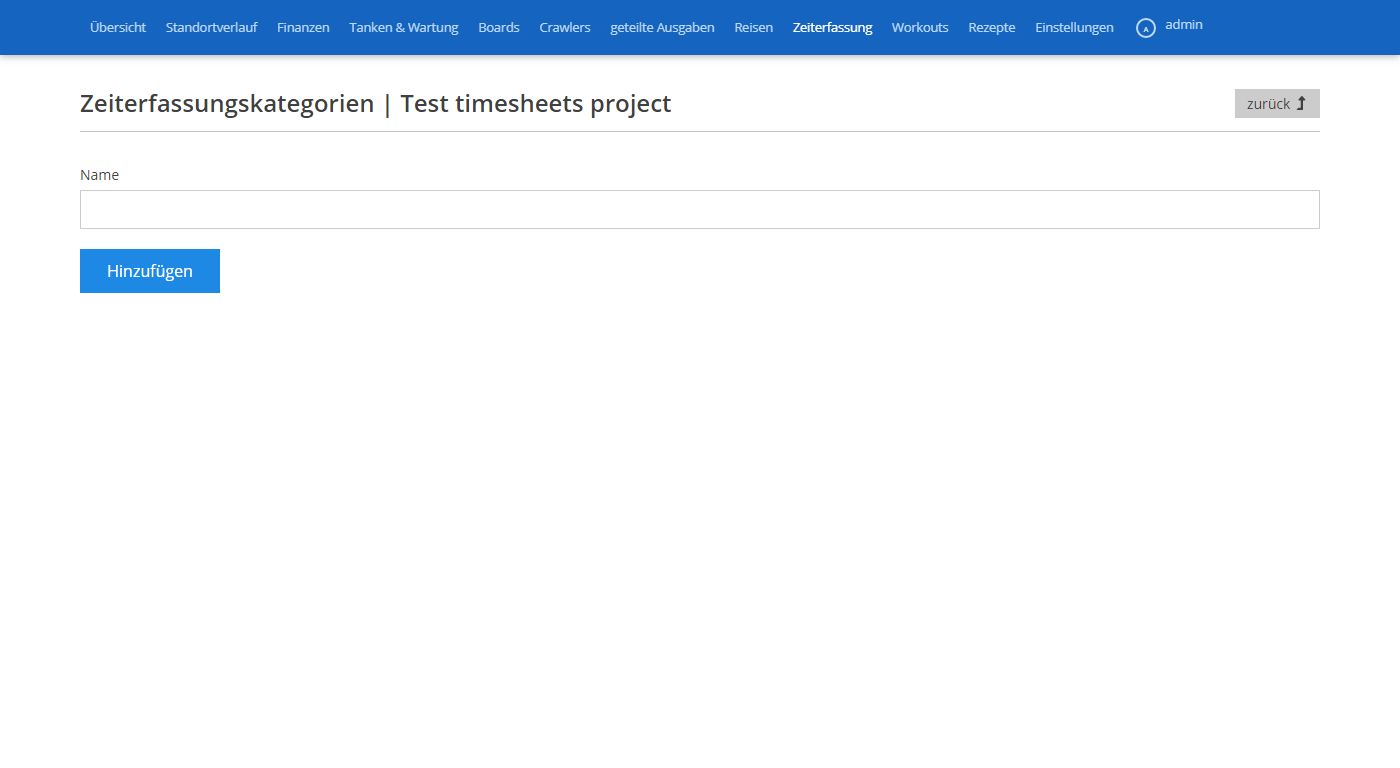 Übersicht Standortverlauf Finanzen Tanken & Wartung Boards Crawlers geteilte Ausgaben Reisen Zeiterfassung Workouts Rezepte Einstellungen A admin
Zeiterfassungskategorien | Test timesheets project zurück
Name
Hinzufügen